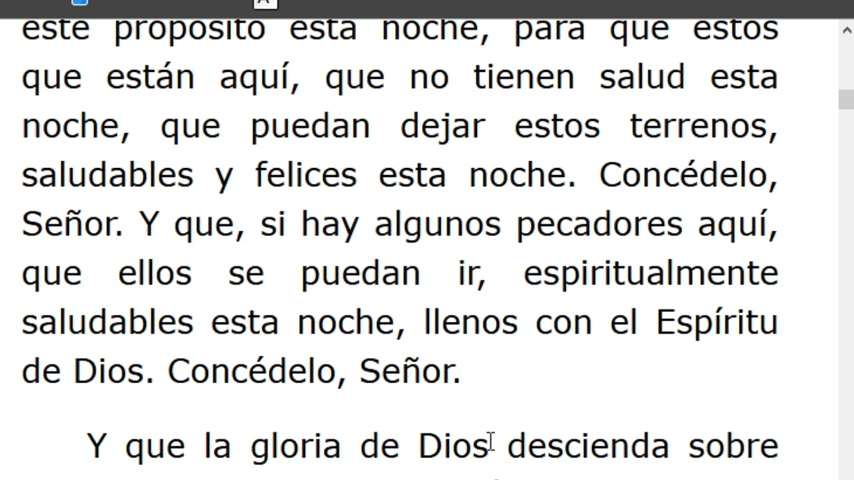 este propósito esta noche, para que estos
que están aquí, que no tienen salud esta
noche, que puedan dejar estos terrenos,
saludables y felices esta noche. Concédelo,
Señor. Y que, si hay algunos pecadores aquí,
que ellos se puedan ir, espiritualmente
saludables esta noche, llenos con el Espíritu
de Dios. Concédelo, Señor.
Y que la gloria de Dios descienda sobre